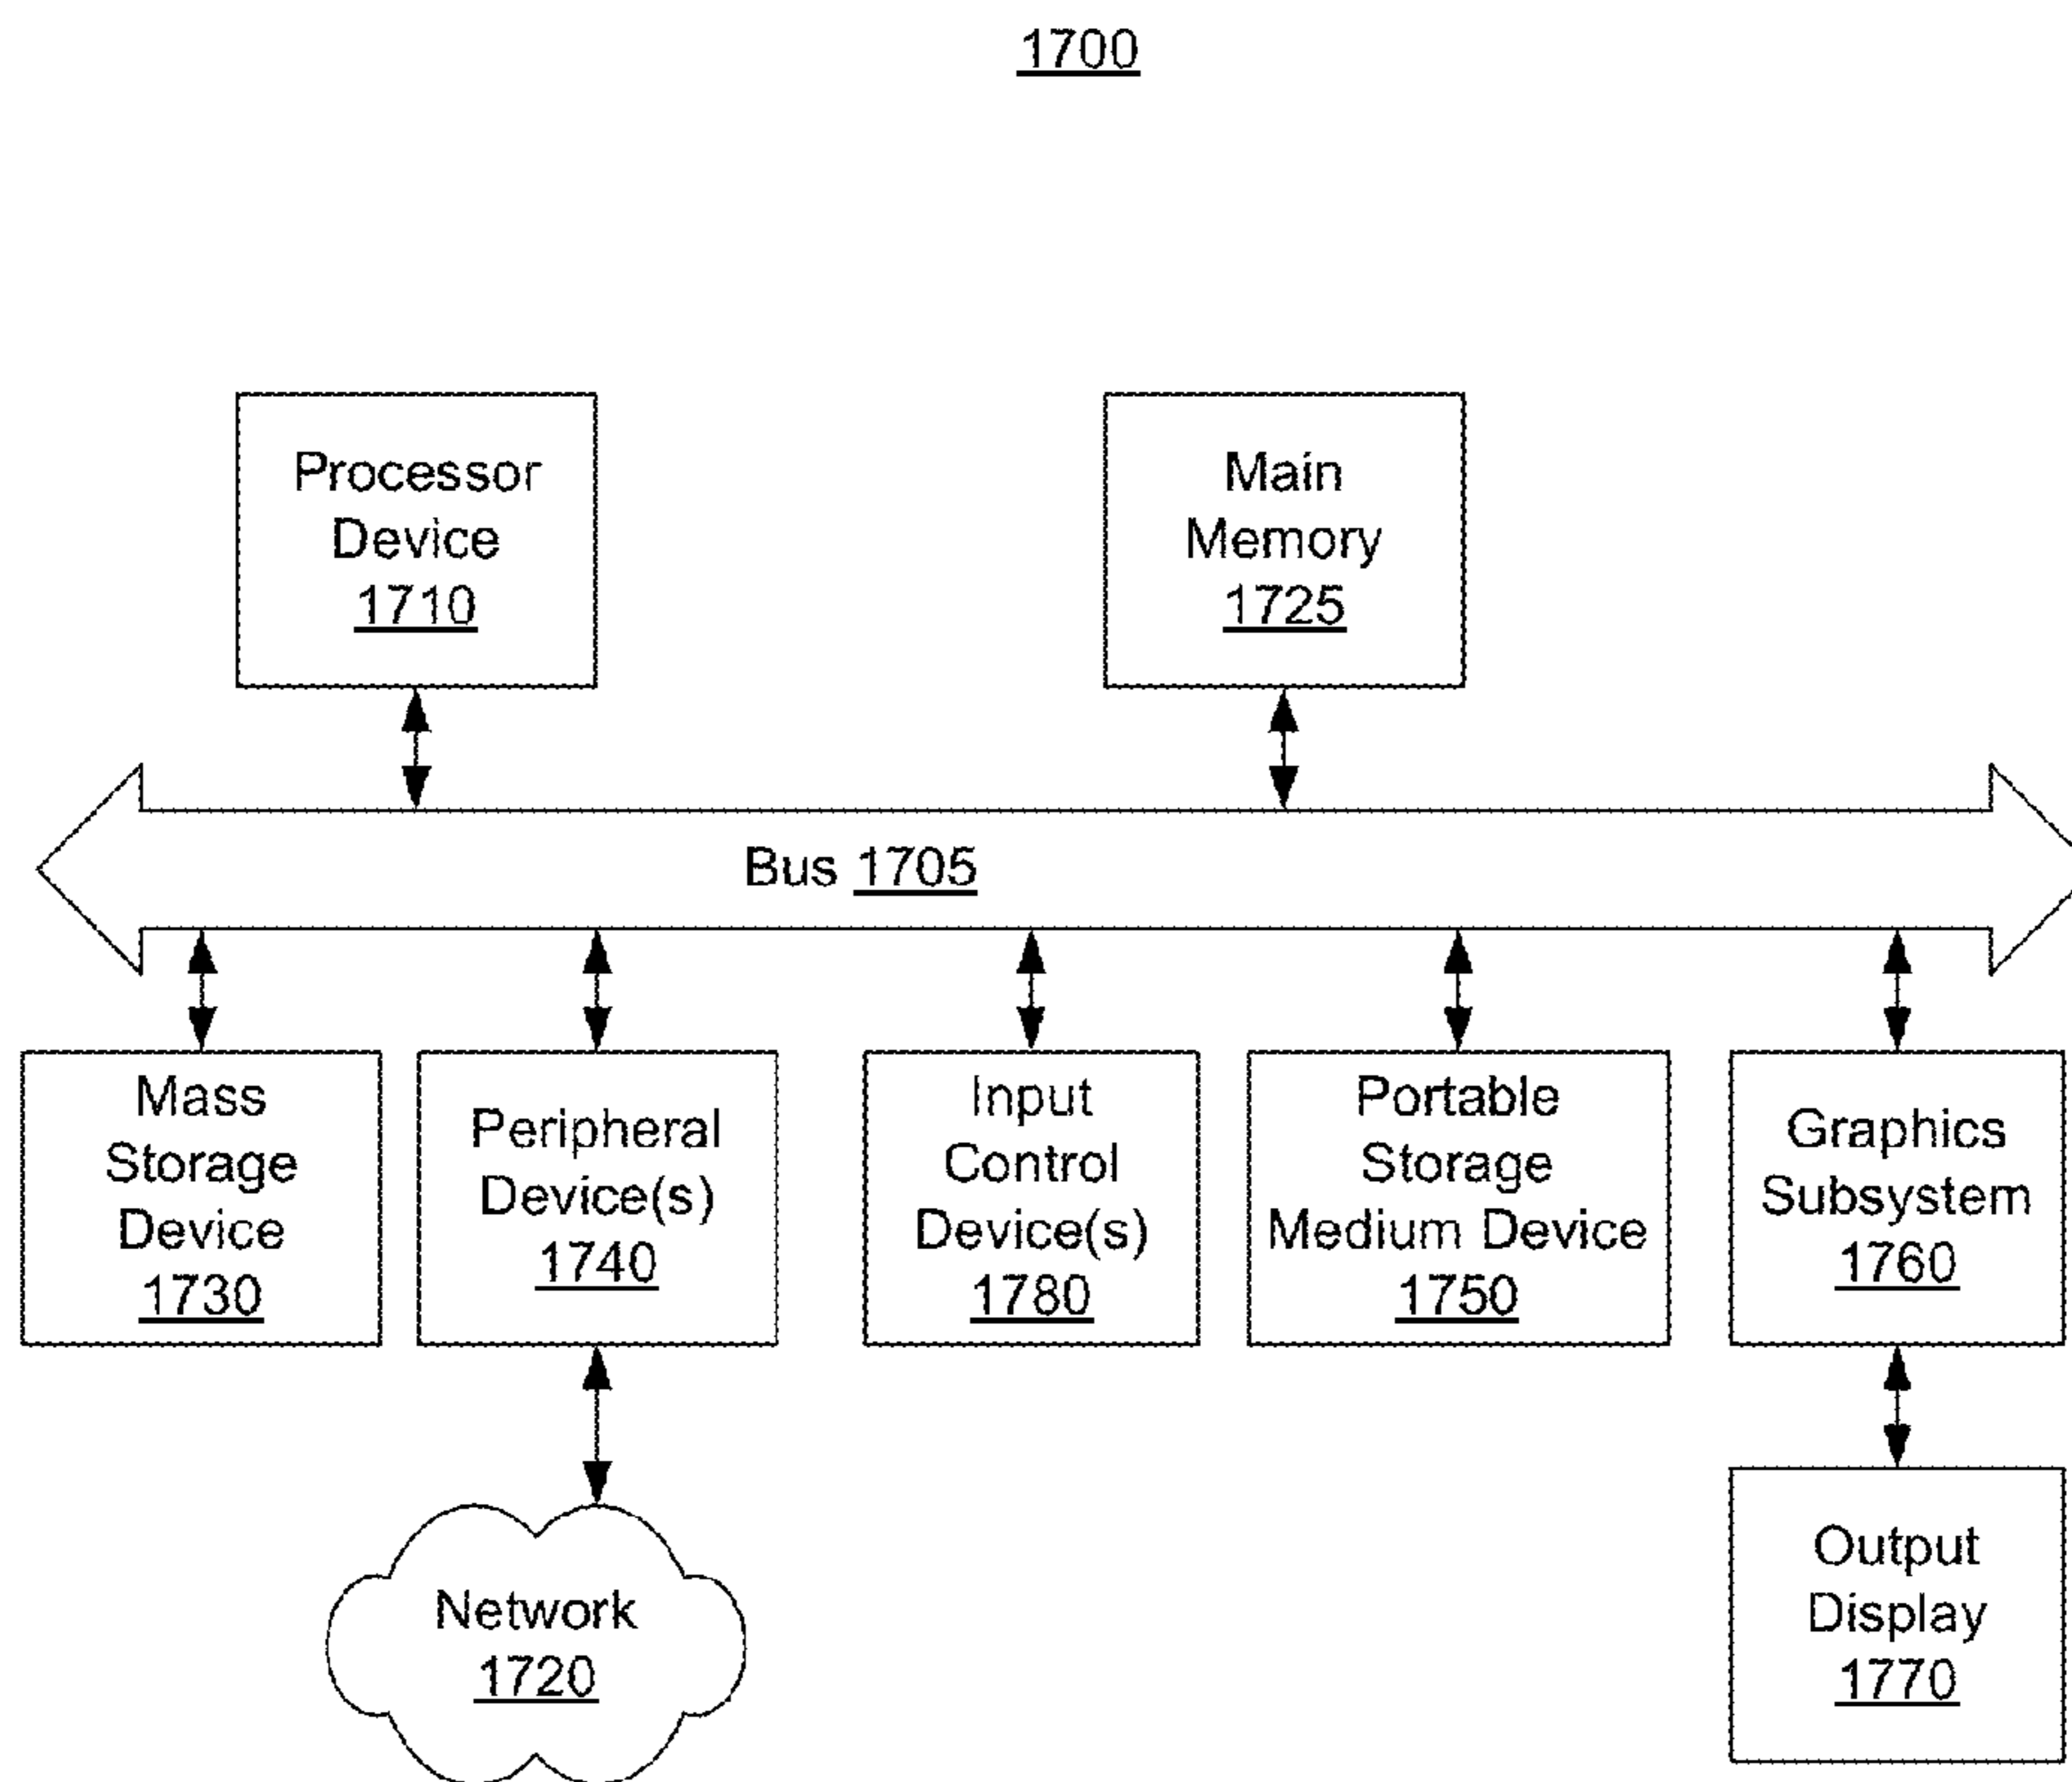 1700
Processor
Device
1710
Main
Memory
1725
Bus 1705
Mass
Storage
Device
1730
Peripheral
Device(s)
1740
Input
Control
Device(s)
1780
Portable
Storage
Medium Device
1750
Graphics
Subsystem
1760
Network
1720
Output
Display
1770